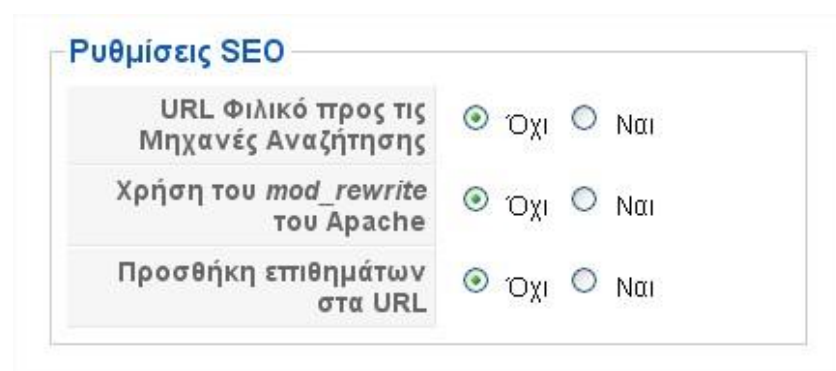 Ρυθμίσεις SEO
URL Φιλικό προς τις
Μηχανές Αναζήτησης
Όχι Ναι
Χρήση του mod_rewrite
του Apache
Όχι Ναι
Προσθήκη επιθημάτων
στα URL
Όχι Ναι